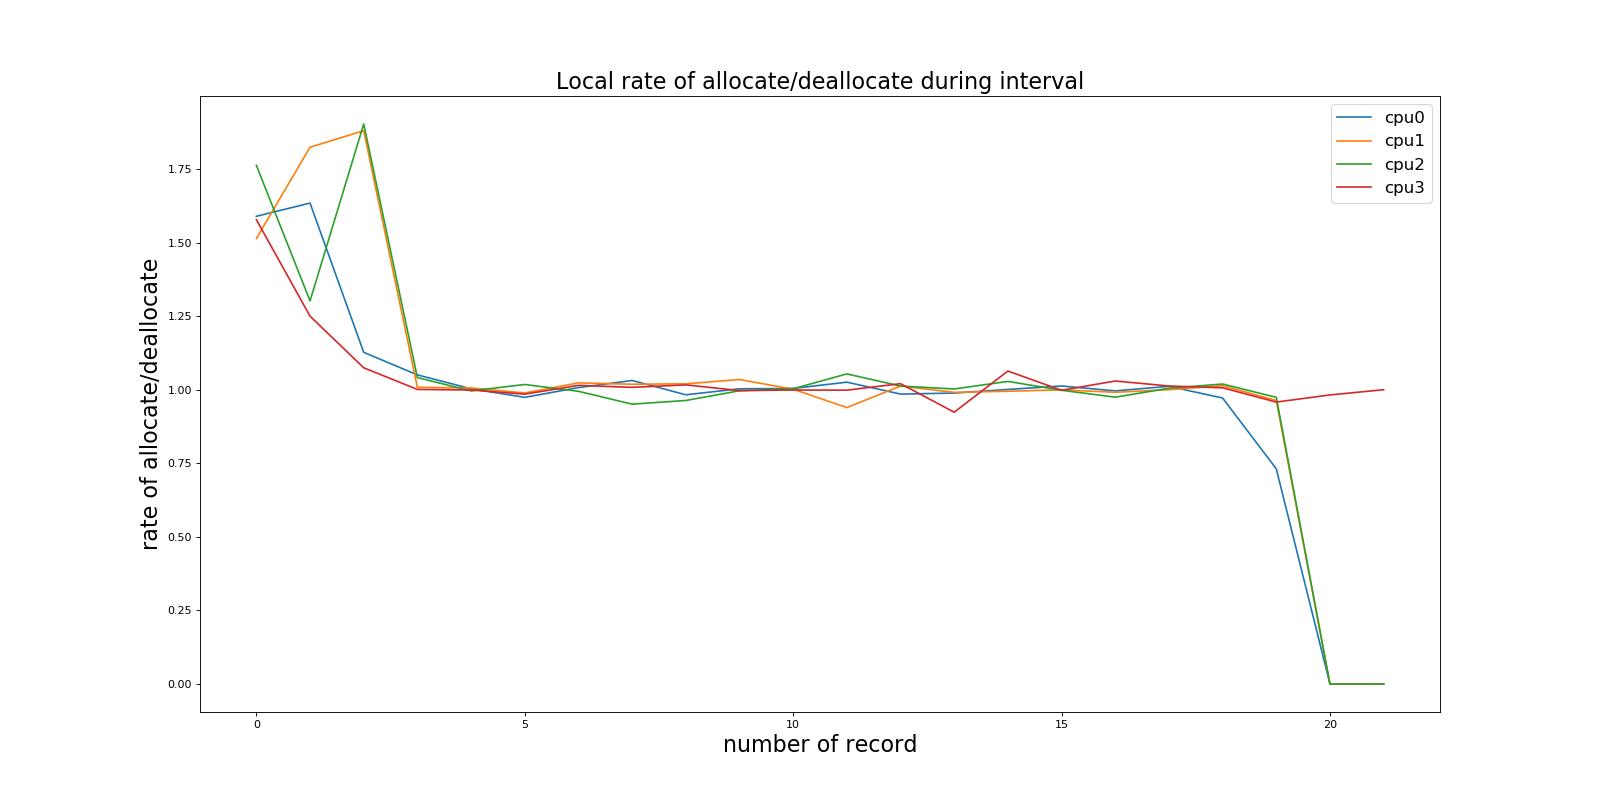 Local rate of allocate/deallocate during interval
cpu0
cpu1
cpu2
cpu3
rate of allocate/deallocate
1.75
1.50
1.25
1.00
0.75
0.50
0.25
0.00
0
5
10
15
20
number of record